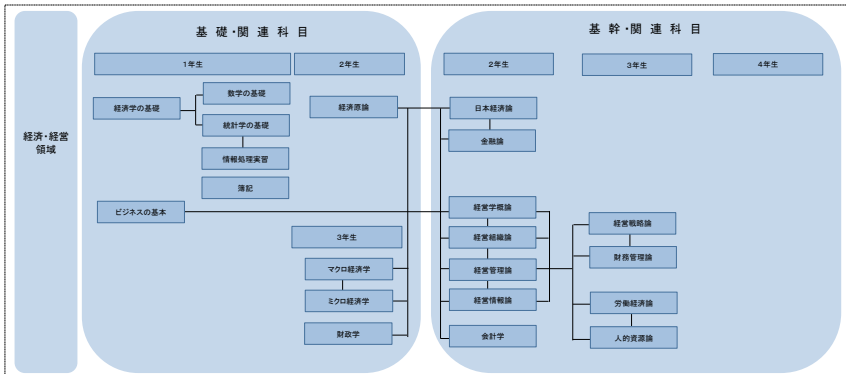 基 礎・関 連 科 目
基 幹・関 連 科 目
1年生
2年生
2年生
3年生
4年生
経済・経営
領域
経済学の基礎
数学の基礎
統計学の基礎
情報処理実習
簿記
ビジネスの基本
経済原論
3年生
マクロ経済学
ミクロ経済学
財政学
日本経済論
金融論
経営学概論
経営組織論
経営管理論
経営情報論
会計学
経営戦略論
財務管理論
労働経済論
人的資源論